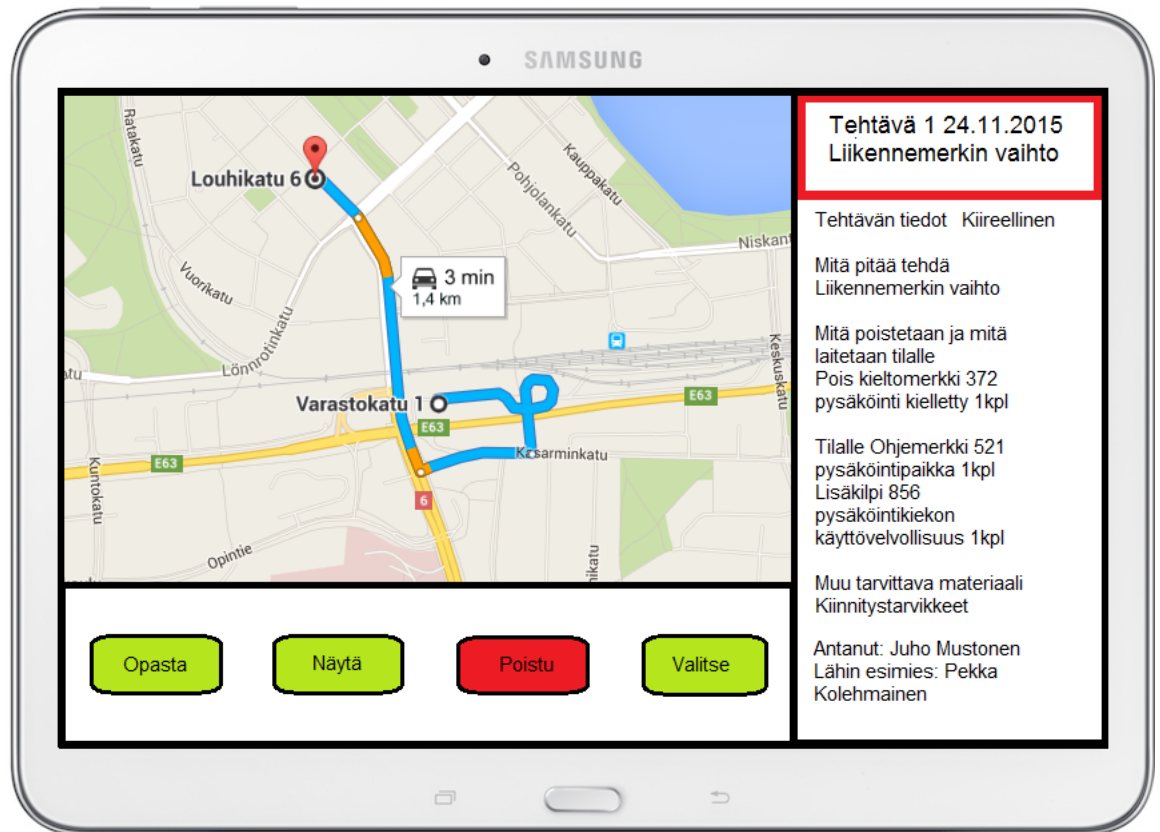 SAMSUNG
Ratakatu
Kauppakatu
Louhikatu 6
Pohjolankatu
Niskant
Vuorikatu
3 min
1,4 km
Lönnrotinkatu
atu
Keskuskatu
Varastokatu 1
E63
E63
E63
Kasarminkatu
Kuntokatu
6
Opintie
nikatu
Opasta
Näytä
Poistu
Valitse
Tehtävä 1 24.11.2015
Liikennemerkin vaihto
Tehtävän tiedot Kiireellinen
Mitä pitää tehdä
Liikennemerkin vaihto
Mitä poistetaan ja mitä
laitetaan tilalle
Pois kieltomerkki 372
pysäköinti kielletty 1kpl
Tilalle Ohjemerkki 521
pysäköintipaikka 1kpl
Lisäkilpi 856
pysäköintikiekon
käyttövelvollisuus 1kpl
Muu tarvittava materiaali
Kiinnitystarvikkeet
Antanut: Juho Mustonen
Lähin esimies: Pekka
Kolehmainen